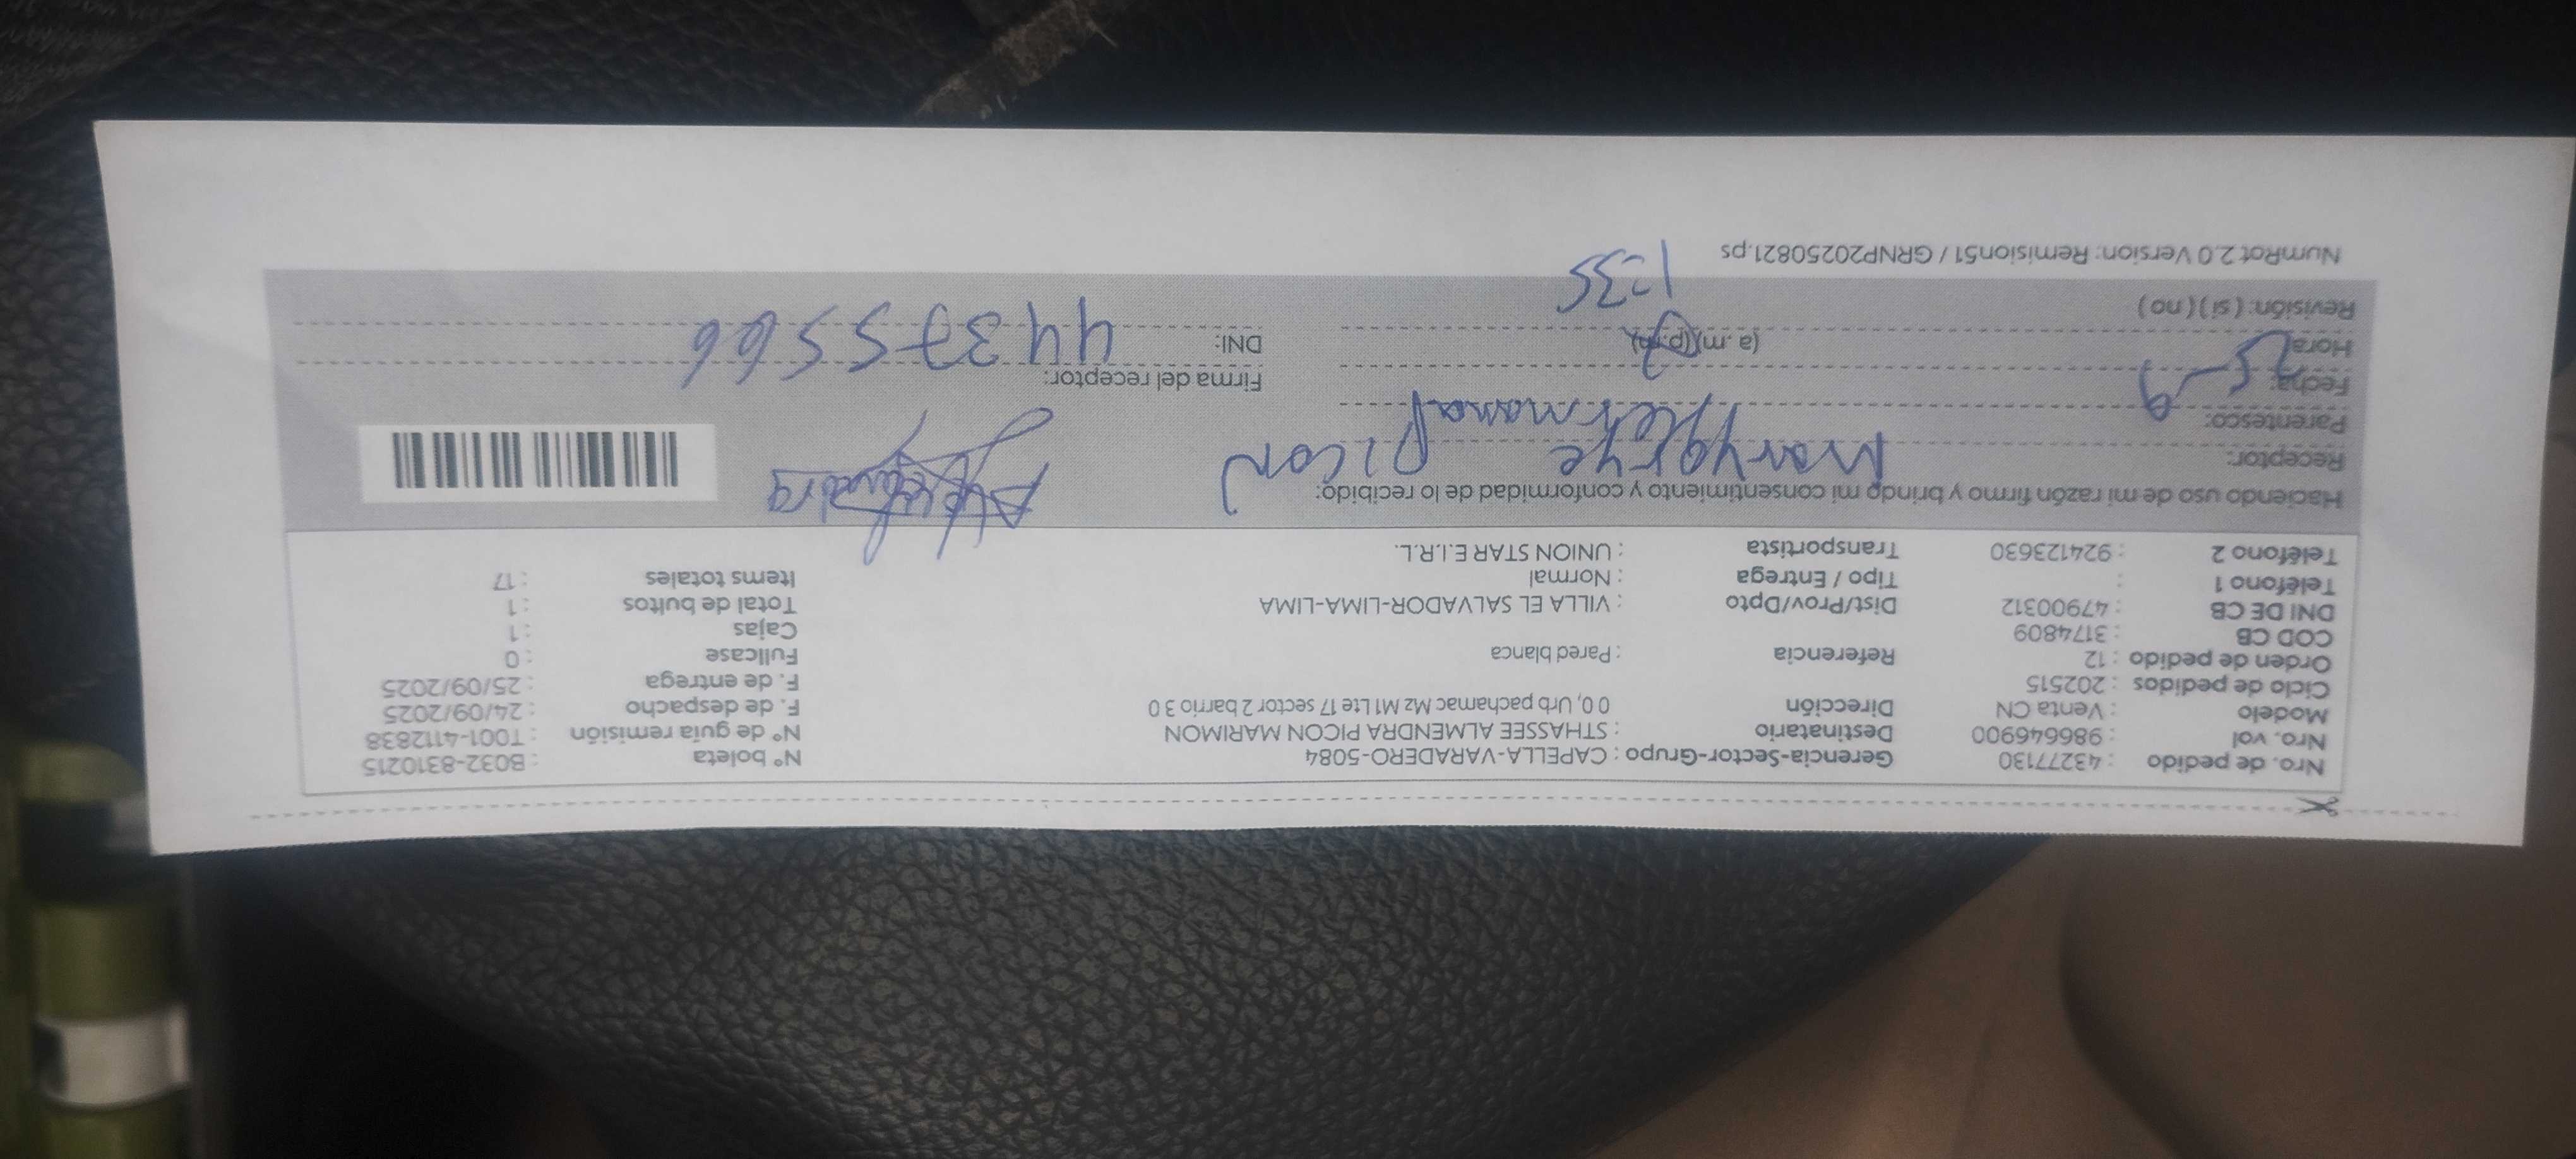 Nro. de pedido : 43277130 Gerencia-Sector-Grupo : CAPELLA-VARADERO-5084 N° boleta : B032-8310215
Nro. vol : 986646900 Destinatario : STHASSEE ALMENDRA PICON MARIMON N° de guía remisión : T001-4112838
Modelo : Venta CN Dirección 0 0, Urb pachamac Mz M1 Lte 17 sector 2 barrio 3 0 F. de despacho : 24/09/2025
Ciclo de pedidos : 202515 F. de entrega : 25/09/2025
Orden de pedido : 12 Referencia : Pared blanca Fullcase : 0
COD CB : 3174809 Cajas : 1
DNI DE CB : 47900312 Dist/Prov/Dpto : VILLA EL SALVADOR-LIMA-LIMA Total de bultos : 1
Teléfono 1 : Tipo / Entrega : Normal Items totales : 17
Teléfono 2 : 924123630 Transportista : UNION STAR E.I.R.L.
Haciendo uso de mi razón firmo y brindo mi consentimiento y conformidad de lo recibido:
Receptor: Marygorye Picon
Parentesco: Hermana
Fecha: 25-9 Firma del receptor:
Hora: (a.m)(p.m) DNI: 44375566
1:35
Revisión: ( si ) ( no )
NumRot 2.0 Version: Remision51 / GRNP20250821.ps